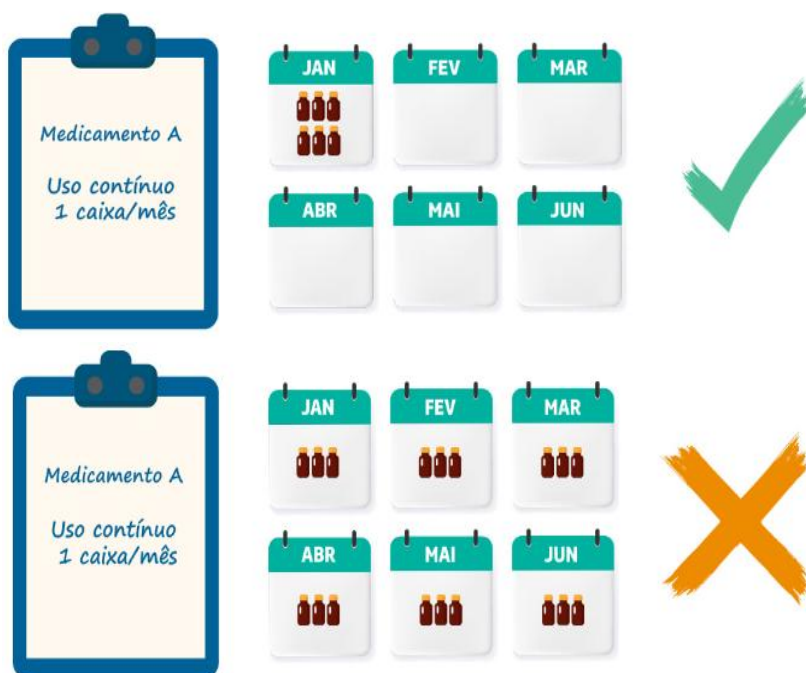 Medicamento A
Uso contínuo
1 caixa/mês
JAN FEV MAR
ABR MAI JUN
Medicamento A
Uso contínuo
1 caixa/mês
JAN FEV MAR
ABR MAI JUN